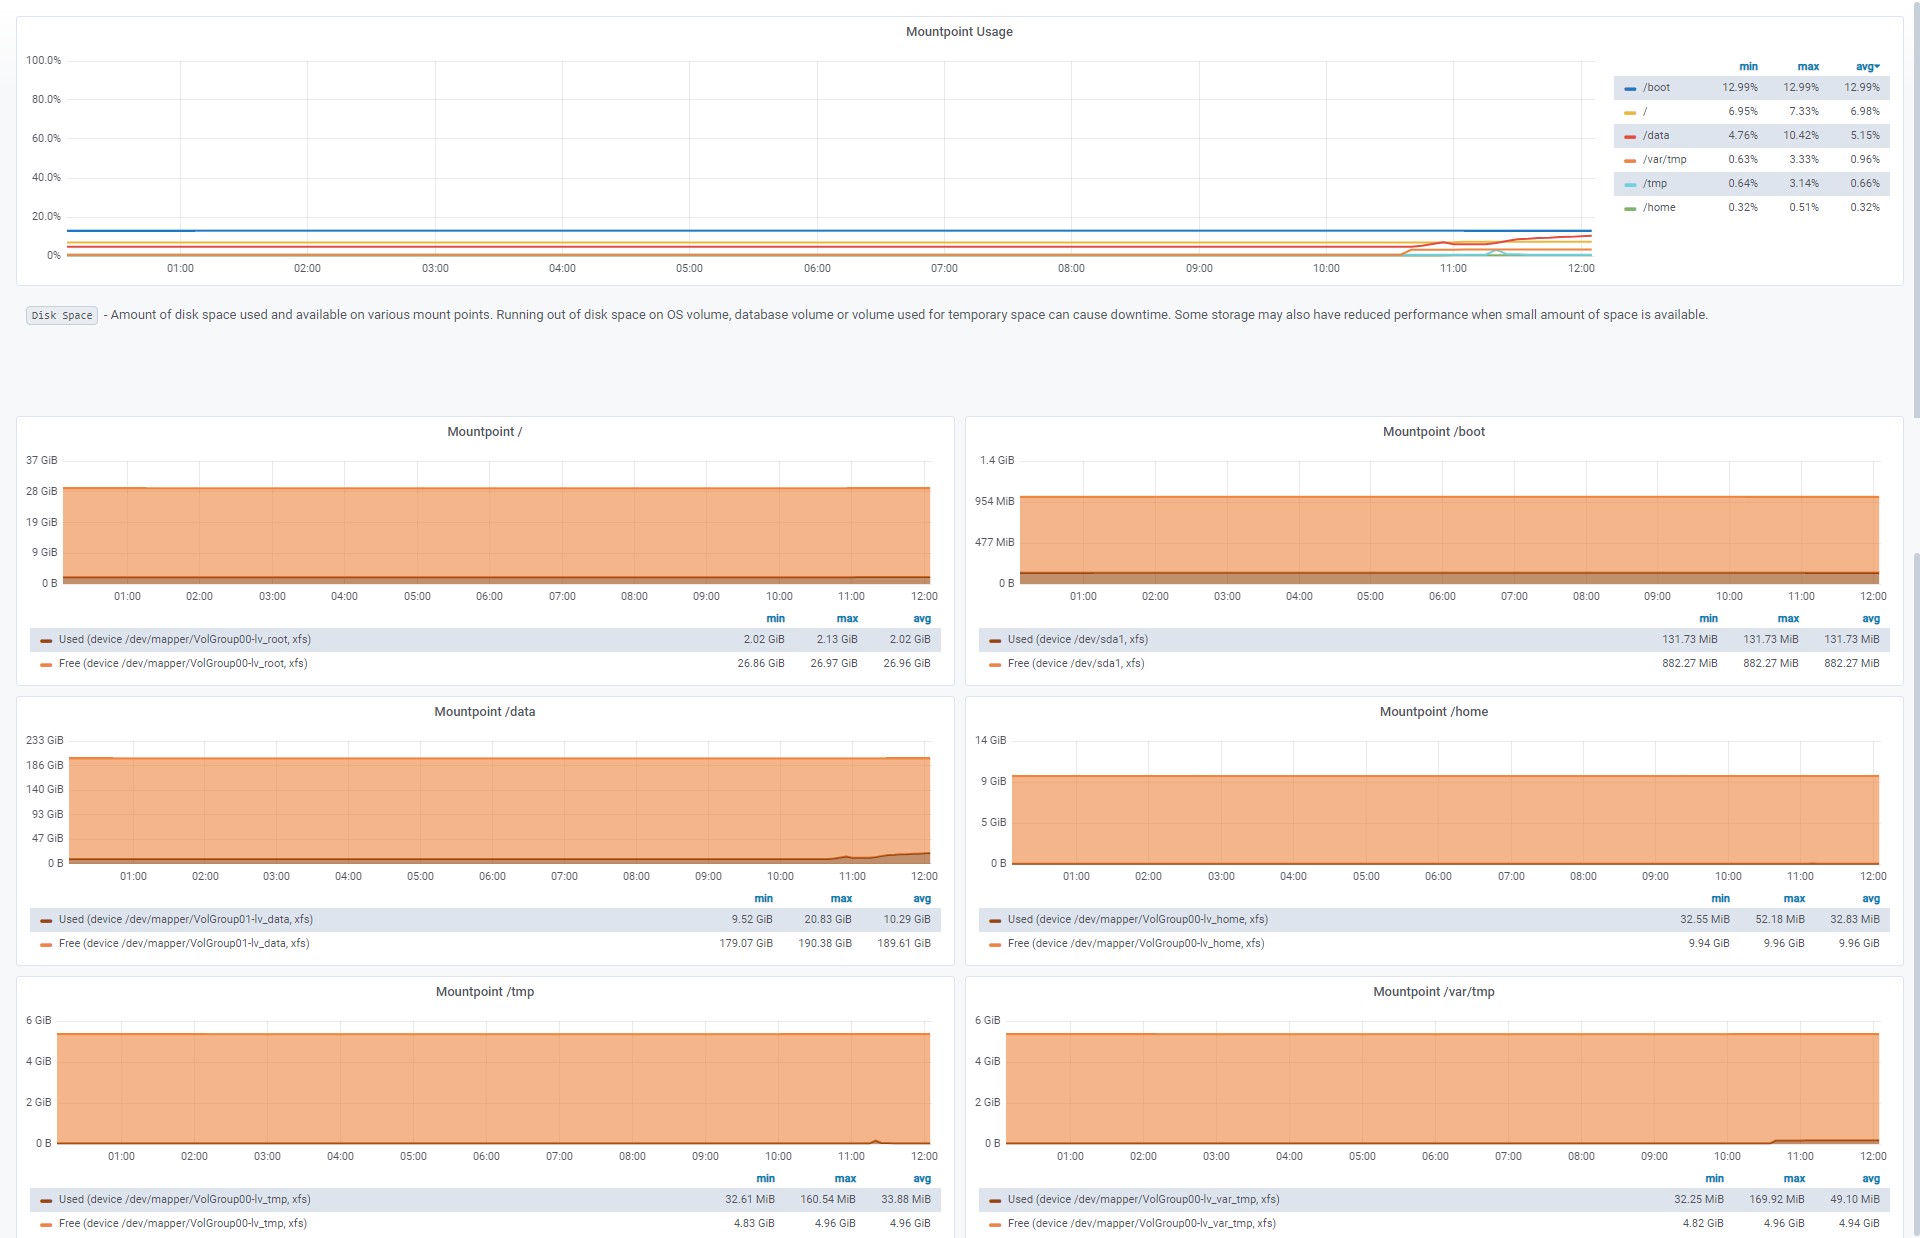 Mountpoint Usage
100.0%
80.0%
60.0%
40.0%
20.0%
0%
01:00 02:00 03:00 04:00 05:00 06:00 07:00 08:00 09:00 10:00 11:00 12:00
min max avg
/boot 12.99% 12.99% 12.99%
/ 6.95% 7.33% 6.98%
/data 4.76% 10.42% 5.15%
/var/tmp 0.63% 3.33% 0.96%
/tmp 0.64% 3.14% 0.66%
/home 0.32% 0.51% 0.32%
Disk Space - Amount of disk space used and available on various mount points. Running out of disk space on OS volume, database volume or volume used for temporary space can cause downtime. Some storage may also have reduced performance when small amount of space is available.
Mountpoint /
37 GiB
28 GiB
19 GiB
9 GiB
0 B
01:00 02:00 03:00 04:00 05:00 06:00 07:00 08:00 09:00 10:00 11:00 12:00
min max avg
Used (device /dev/mapper/VolGroup00-lv_root, xfs) 2.02 GiB 2.13 GiB 2.02 GiB
Free (device /dev/mapper/VolGroup00-lv_root, xfs) 26.86 GiB 26.97 GiB 26.96 GiB
Mountpoint /boot
1.4 GiB
954 MiB
477 MiB
0 B
01:00 02:00 03:00 04:00 05:00 06:00 07:00 08:00 09:00 10:00 11:00 12:00
min max avg
Used (device /dev/sda1, xfs) 131.73 MiB 131.73 MiB 131.73 MiB
Free (device /dev/sda1, xfs) 882.27 MiB 882.27 MiB 882.27 MiB
Mountpoint /data
233 GiB
186 GiB
140 GiB
93 GiB
47 GiB
0 B
01:00 02:00 03:00 04:00 05:00 06:00 07:00 08:00 09:00 10:00 11:00 12:00
min max avg
Used (device /dev/mapper/VolGroup01-lv_data, xfs) 9.52 GiB 20.83 GiB 10.29 GiB
Free (device /dev/mapper/VolGroup01-lv_data, xfs) 179.07 GiB 190.38 GiB 189.61 GiB
Mountpoint /home
14 GiB
9 GiB
5 GiB
0 B
01:00 02:00 03:00 04:00 05:00 06:00 07:00 08:00 09:00 10:00 11:00 12:00
min max avg
Used (device /dev/mapper/VolGroup00-lv_home, xfs) 32.55 MiB 52.18 MiB 32.83 MiB
Free (device /dev/mapper/VolGroup00-lv_home, xfs) 9.94 GiB 9.96 GiB 9.96 GiB
Mountpoint /tmp
6 GiB
4 GiB
2 GiB
0 B
01:00 02:00 03:00 04:00 05:00 06:00 07:00 08:00 09:00 10:00 11:00 12:00
min max avg
Used (device /dev/mapper/VolGroup00-lv_tmp, xfs) 32.61 MiB 160.54 MiB 33.88 MiB
Free (device /dev/mapper/VolGroup00-lv_tmp, xfs) 4.83 GiB 4.96 GiB 4.96 GiB
Mountpoint /var/tmp
6 GiB
4 GiB
2 GiB
0 B
01:00 02:00 03:00 04:00 05:00 06:00 07:00 08:00 09:00 10:00 11:00 12:00
min max avg
Used (device /dev/mapper/VolGroup00-lv_var_tmp, xfs) 32.25 MiB 169.92 MiB 49.10 MiB
Free (device /dev/mapper/VolGroup00-lv_var_tmp, xfs) 4.82 GiB 4.96 GiB 4.94 GiB